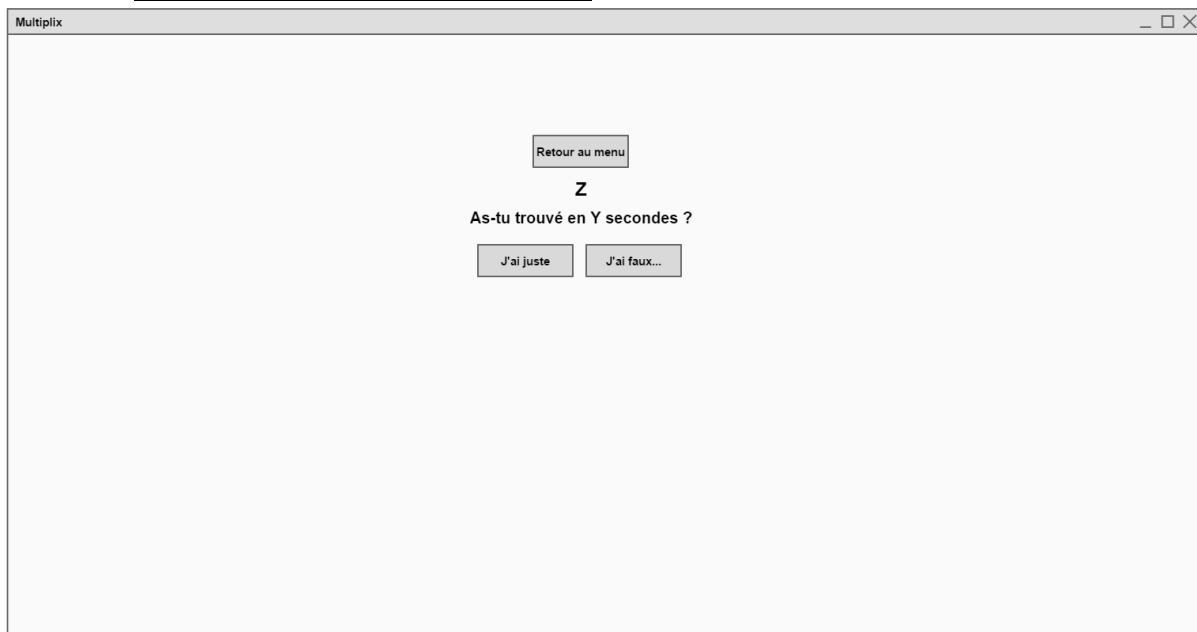 Multiplix
Retour au menu
Z
As-tu trouvé en Y secondes ?
J'ai juste
J'ai faux...